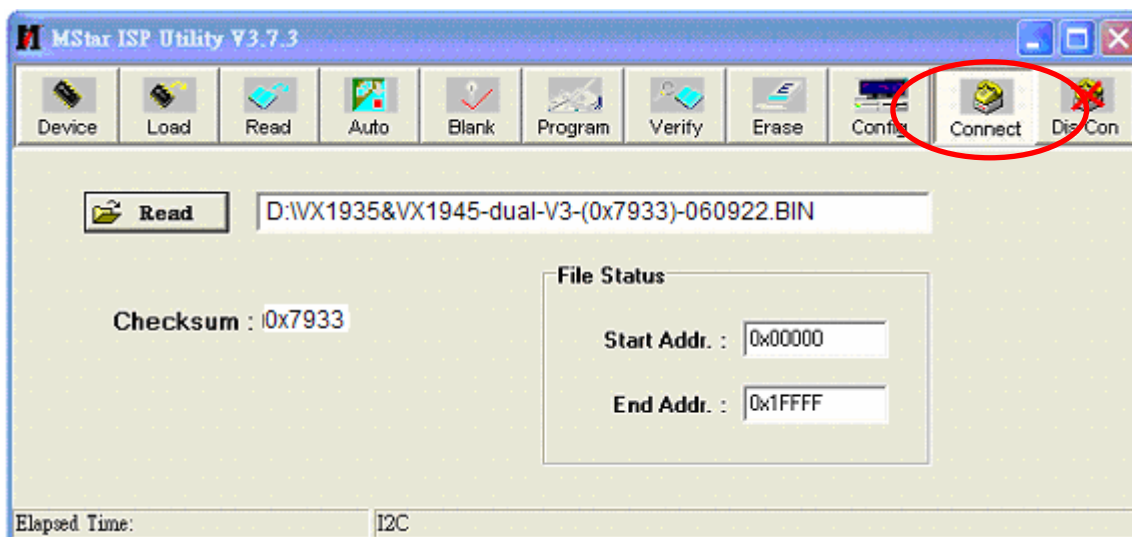 MStar ISP Utility V3.7.3
Device Load Read Auto Blank Program Verify Erase Config Connect Dis Con
Read D:\VX1935&VX1945-dual-V3-(0x7933)-060922.BIN
File Status
Checksum : 0x7933
Start Addr. : 0x00000
End Addr. : 0x1FFFF
Elapsed Time: I2C